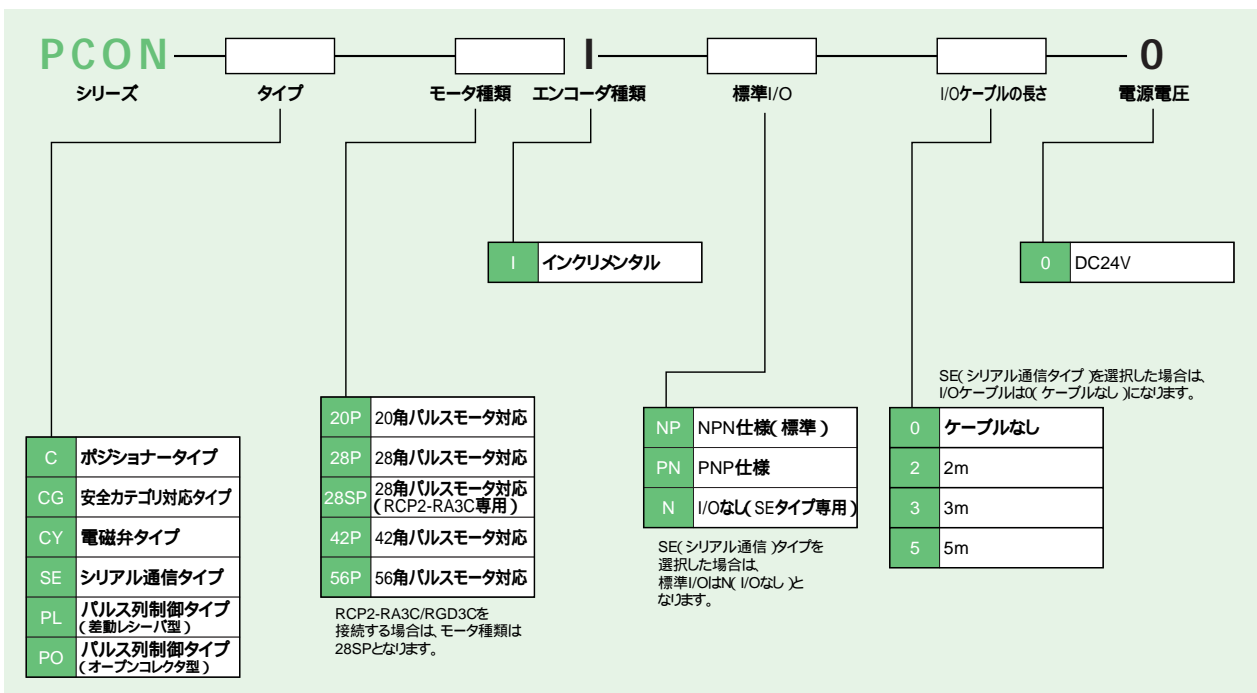 PCON I 0
シリーズ タイプ モータ種類 エンコーダ種類 標準I/O I/Oケーブルの長さ 電源電圧
I インクリメンタル
0 DC24V
C ポジショナータイプ
CG 安全カテゴリ対応タイプ
CY 電磁弁タイプ
SE シリアル通信タイプ
PL パルス列制御タイプ
(差動レシーバ型)
PO パルス列制御タイプ
(オープンコレクタ型)
20P 20角パルスモータ対応
28P 28角パルスモータ対応
28SP 28角パルスモータ対応
(RCP2-RA3C専用)
42P 42角パルスモータ対応
56P 56角パルスモータ対応
RCP2-RA3C/RGD3Cを
接続する場合は、モータ種類は
28SPとなります。
NP NPN仕様(標準)
PN PNP仕様
N I/Oなし(SEタイプ専用)
SE(シリアル通信)タイプを
選択した場合は、
標準I/OはN(I/Oなし)と
なります。
SE(シリアル通信タイプ)を選択した場合は、
I/Oケーブルは0(ケーブルなし)になります。
0 ケーブルなし
2 2m
3 3m
5 5m